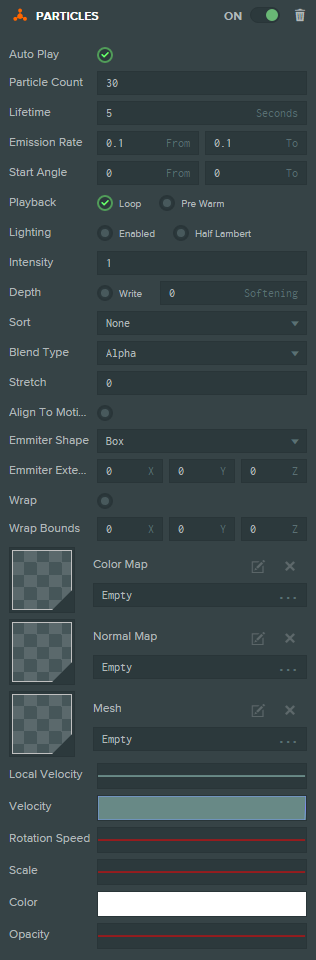 PARTICLES ON
Auto Play
Particle Count 30
Lifetime 5 Seconds
Emission Rate 0.1 From 0.1 To
Start Angle 0 From 0 To
Playback Loop Pre Warm
Lighting Enabled Half Lambert
Intensity 1
Depth Write 0 Softening
Sort None
Blend Type Alpha
Stretch 0
Align To Moti...
Emmiter Shape Box
Emmiter Exte... 0 X 0 Y 0 Z
Wrap
Wrap Bounds 0 X 0 Y 0 Z
Color Map
Empty ...
Normal Map
Empty ...
Mesh
Empty ...
Local Velocity
Velocity
Rotation Speed
Scale
Color
Opacity